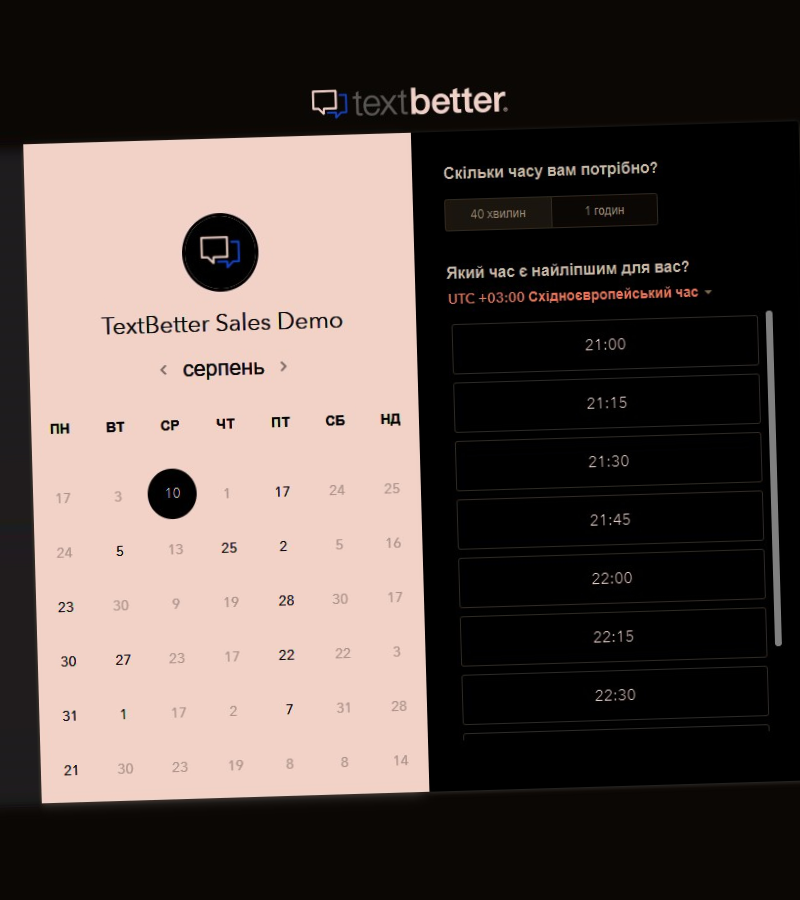 textbetter.
TextBetter Sales Demo
серпень
ПН ВТ СР ЧТ ПТ СБ НД
17 3 10 1 17 24 25
24 5 13 25 2 5 16
23 30 9 19 28 30 17
30 27 23 17 22 22 3
31 1 17 2 7 31 28
21 30 23 19 8 8 14
Скільки часу вам потрібно?
40 хвилин 1 годин
Який час є найліпшим для вас?
UTC +03:00 Східноєвропейський час
21:00
21:15
21:30
21:45
22:00
22:15
22:30